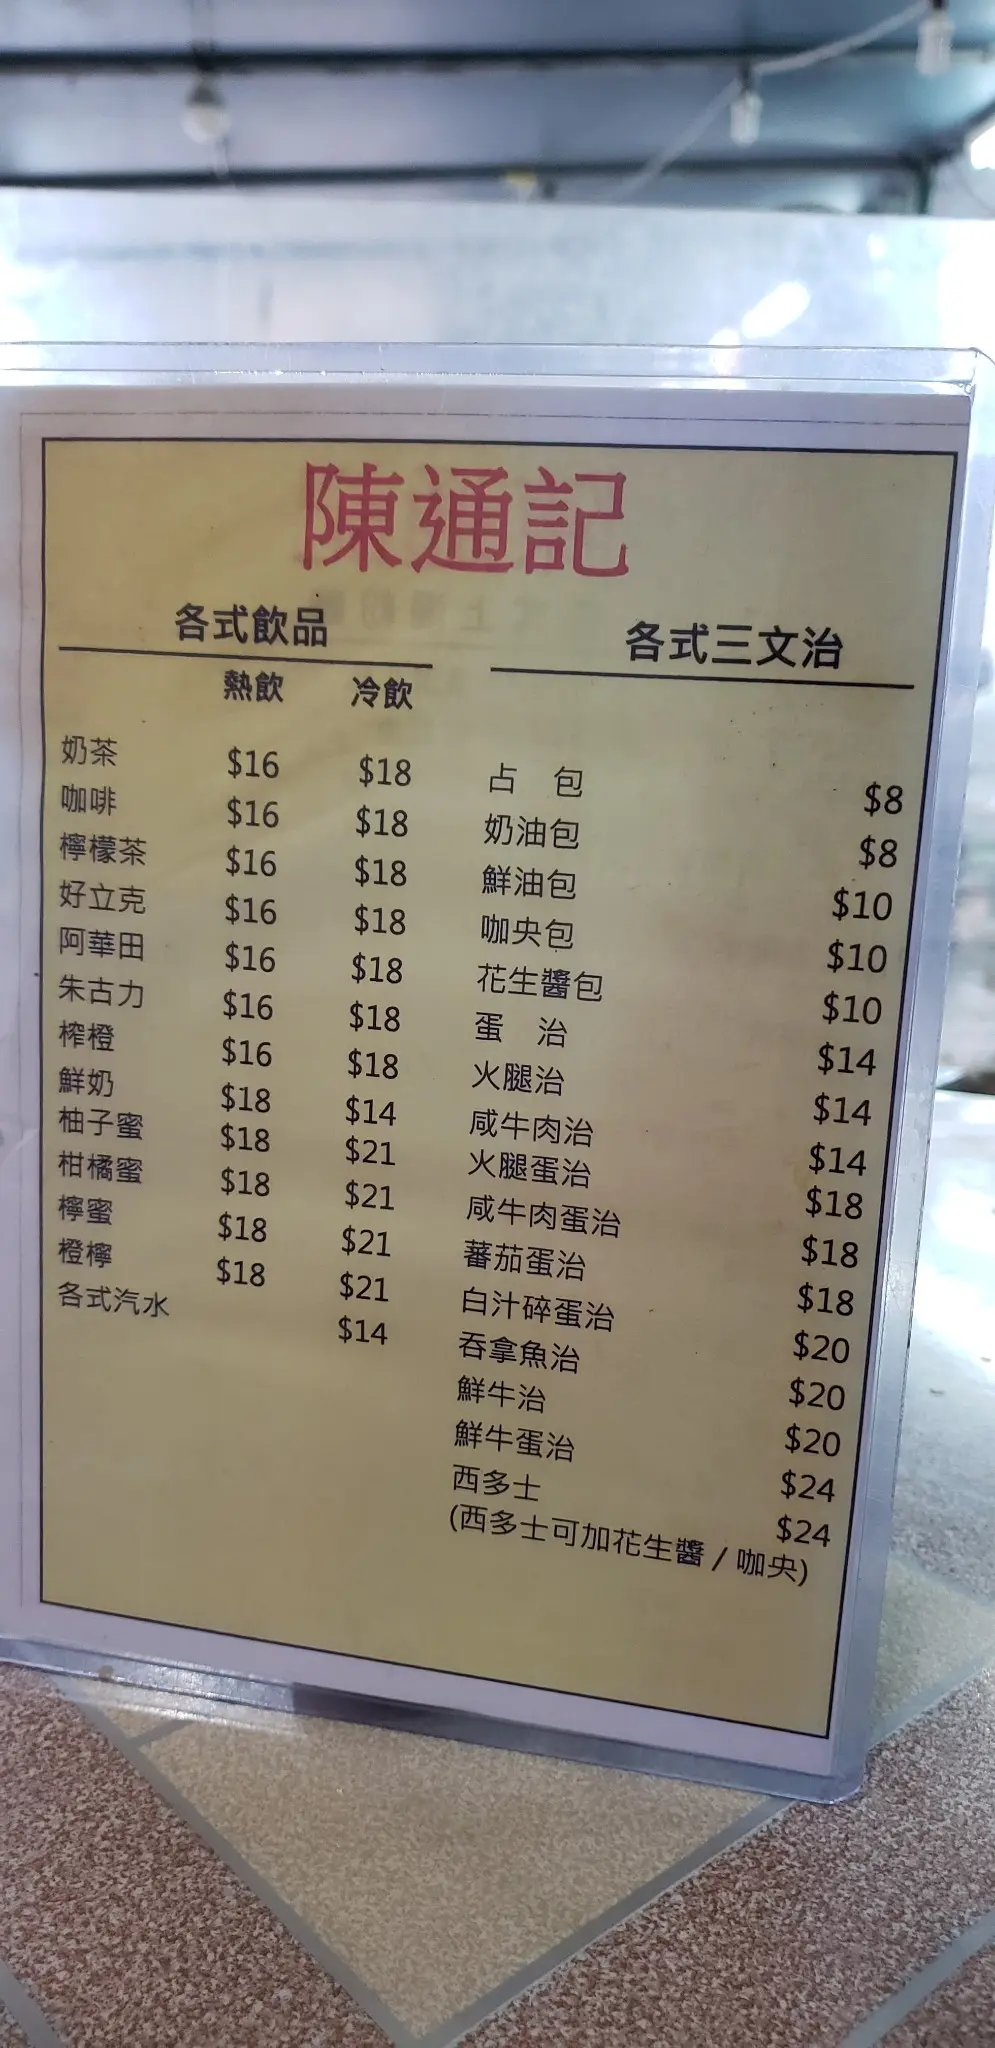 陳通記
各式飲品
熱飲 冷飲
奶茶 $16 $18
咖啡 $16 $18
檸檬茶 $16 $18
好立克 $16 $18
阿華田 $16 $18
朱古力 $16 $18
榨橙 $16 $18
鮮奶 $18 $14
柚子蜜 $18 $21
柑橘蜜 $18 $21
檸蜜 $18 $21
橙檸 $18 $21
各式汽水 $14
各式三文治
占 包 $8
奶油包 $8
鮮油包 $10
咖央包 $10
花生醬包 $10
蛋 治 $14
火腿治 $14
咸牛肉治 $14
火腿蛋治 $18
咸牛肉蛋治 $18
蕃茄蛋治 $18
白汁碎蛋治 $20
吞拿魚治 $20
鮮牛治 $20
鮮牛蛋治 $24
西多士 $24
(西多士可加花生醬 / 咖央)